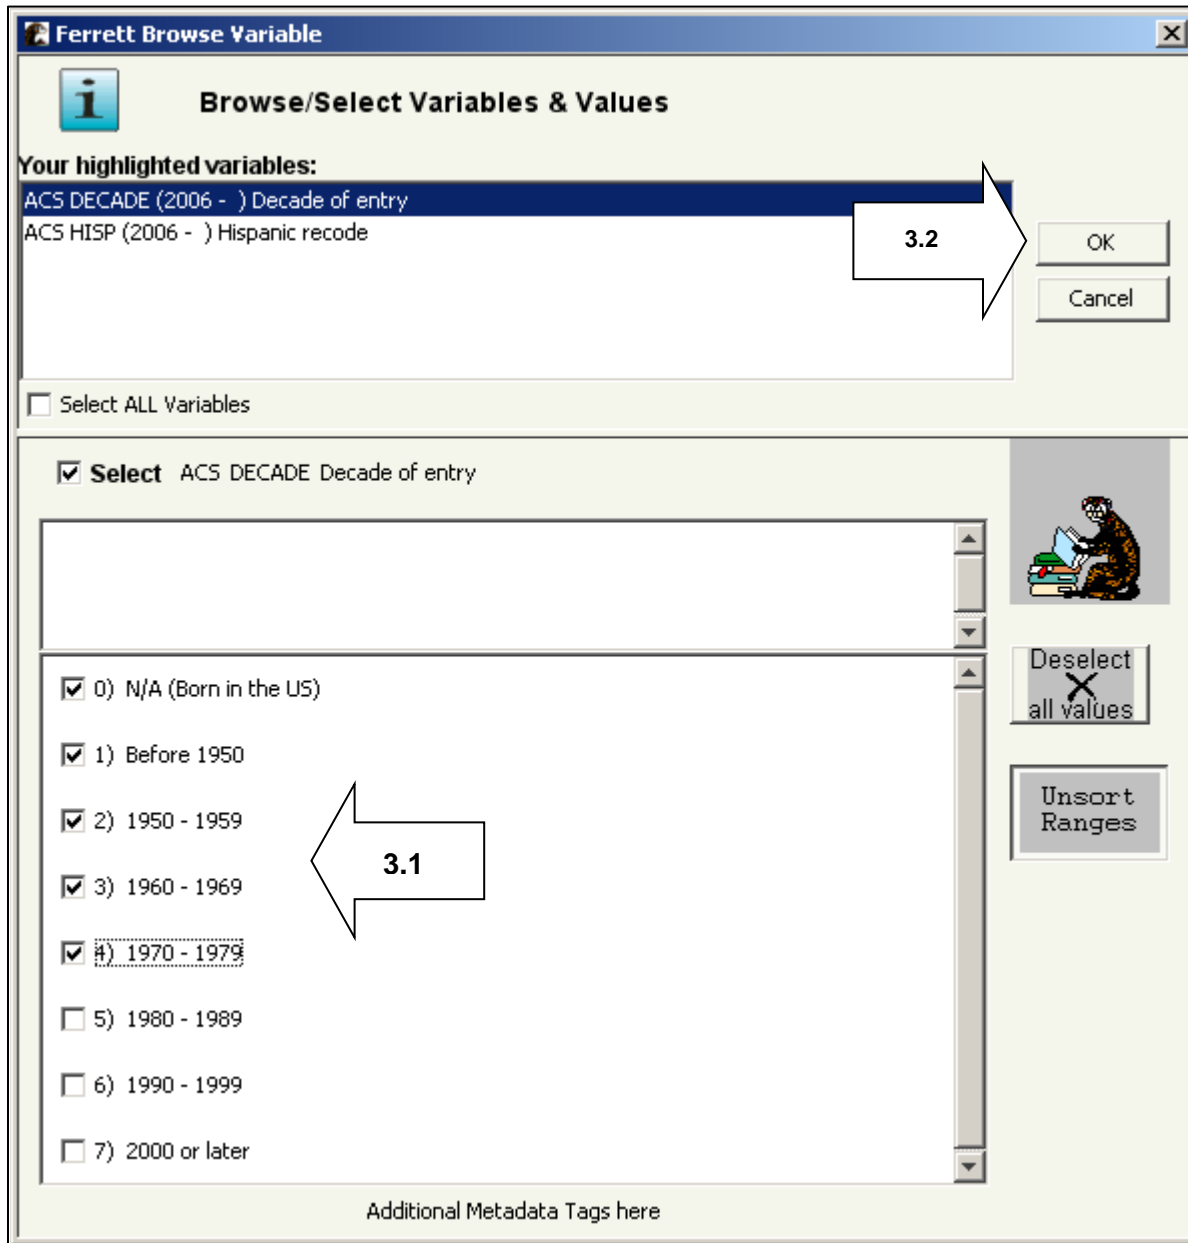 Ferrett Browse Variable
i
Browse/Select Variables & Values
Your highlighted variables:
ACS DECADE (2006 - ) Decade of entry
ACS HISP (2006 - ) Hispanic recode
3.2
OK
Cancel
Select ALL Variables
Select ACS DECADE Decade of entry
Deselect
X
all values
0) N/A (Born in the US)
1) Before 1950
Unsort
Ranges
2) 1950 - 1959
3.1
3) 1960 - 1969
4) 1970 - 1979
5) 1980 - 1989
6) 1990 - 1999
7) 2000 or later
Additional Metadata Tags here